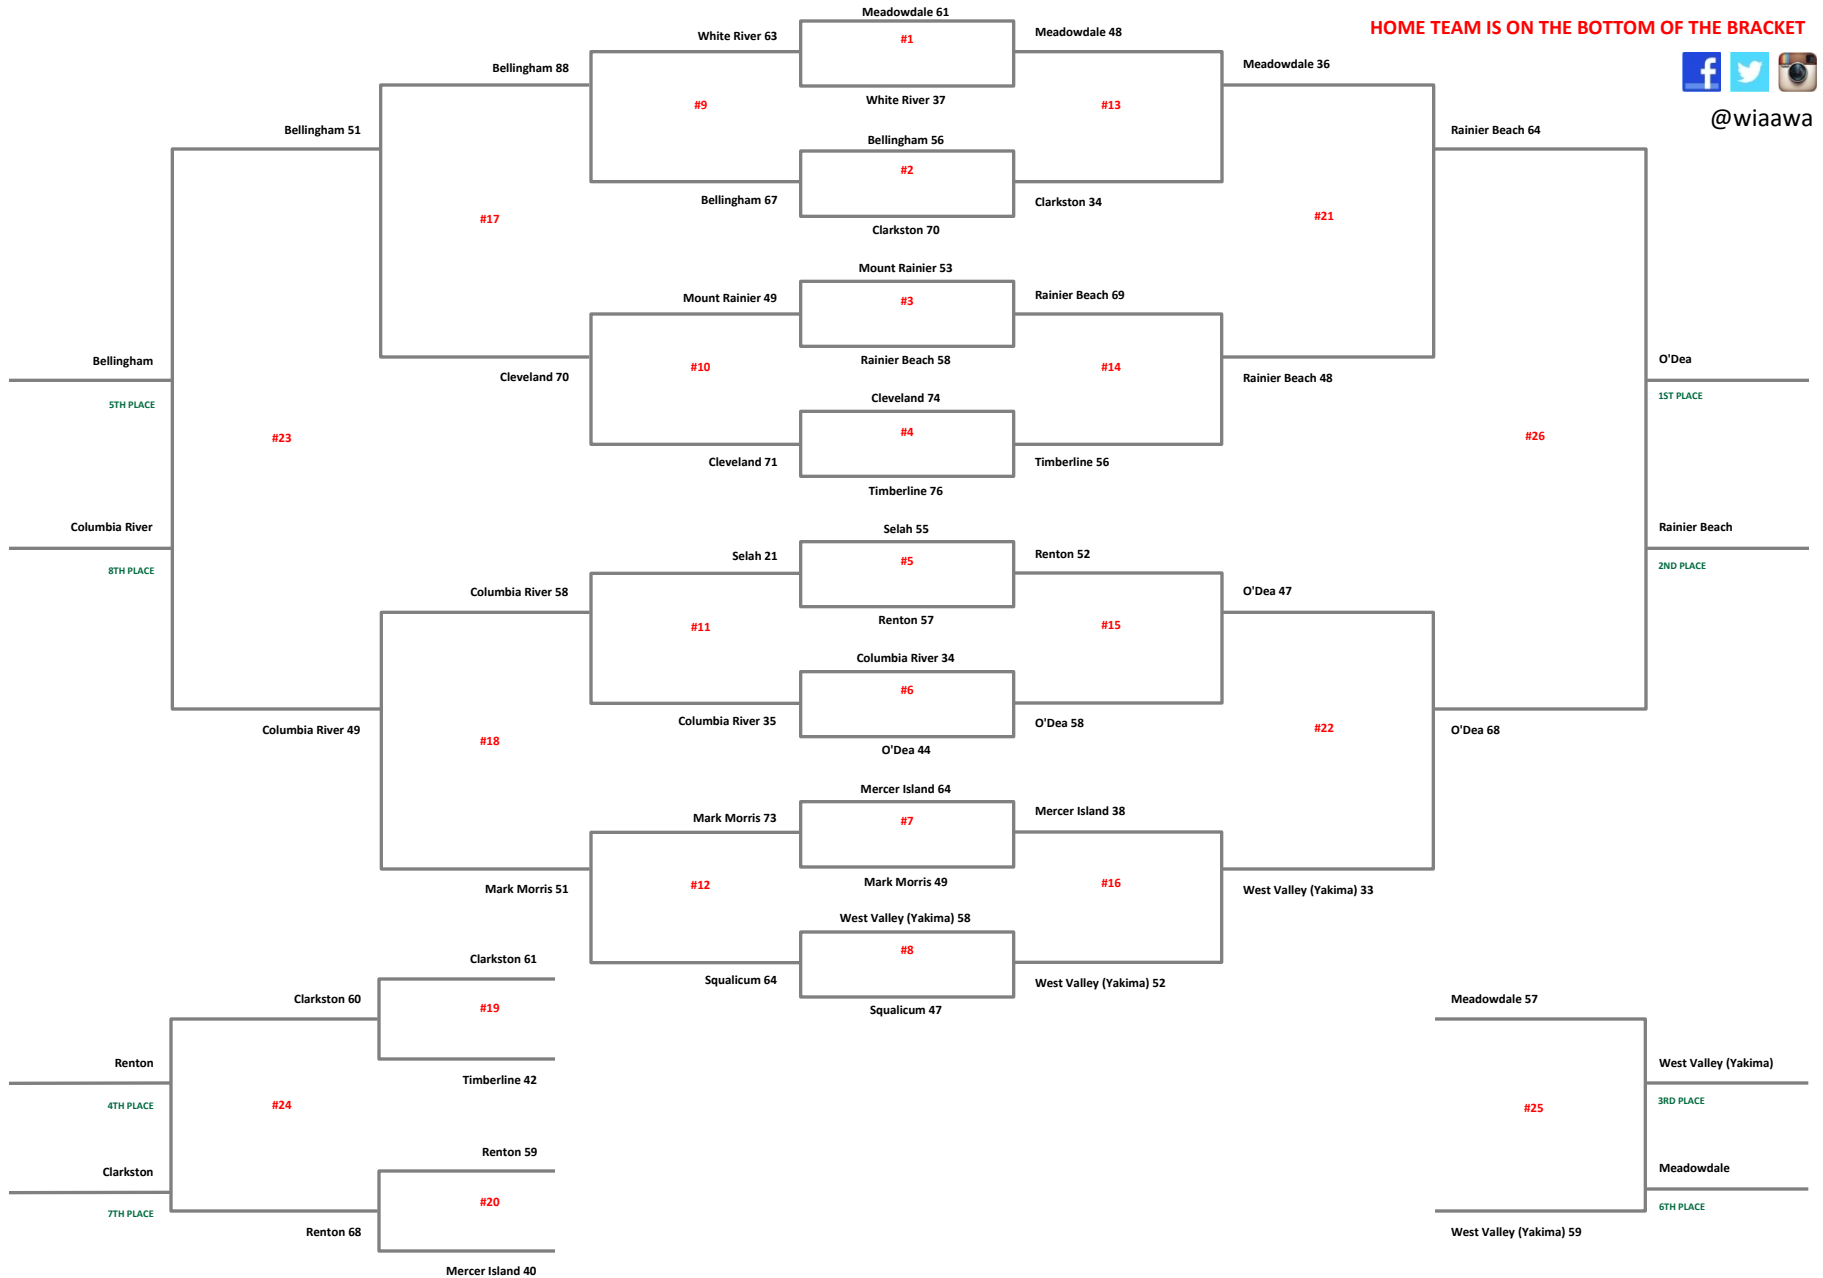 HOME TEAM IS ON THE BOTTOM OF THE BRACKET
@wiaawa
Meadowdale 61
#1
White River 37
Bellingham 56
#2
Clarkston 70
Mount Rainier 53
#3
Rainier Beach 58
Cleveland 74
#4
Timberline 76
Selah 55
#5
Renton 57
Columbia River 34
#6
O'Dea 44
Mercer Island 64
#7
Mark Morris 49
West Valley (Yakima) 58
#8
Squalicum 47
White River 63
#9
Bellingham 67
Mount Rainier 49
#10
Cleveland 71
Selah 21
#11
Columbia River 35
Mark Morris 73
#12
Squalicum 64
Meadowdale 48
#13
Clarkston 34
Rainier Beach 69
#14
Timberline 56
Renton 52
#15
O'Dea 58
Mercer Island 38
#16
West Valley (Yakima) 52
Bellingham 88
#17
Cleveland 70
Columbia River 58
#18
Mark Morris 51
Clarkston 61
#19
Timberline 42
Renton 59
#20
Mercer Island 40
Meadowdale 36
#21
Rainier Beach 48
O'Dea 47
#22
West Valley (Yakima) 33
Bellingham 51
#23
Columbia River 49
Bellingham
5TH PLACE
Columbia River
8TH PLACE
Clarkston 60
#24
Renton 68
Renton
4TH PLACE
Clarkston
7TH PLACE
Meadowdale 57
#25
West Valley (Yakima) 59
West Valley (Yakima)
3RD PLACE
Meadowdale
6TH PLACE
Rainier Beach 64
#26
O'Dea 68
O'Dea
1ST PLACE
Rainier Beach
2ND PLACE